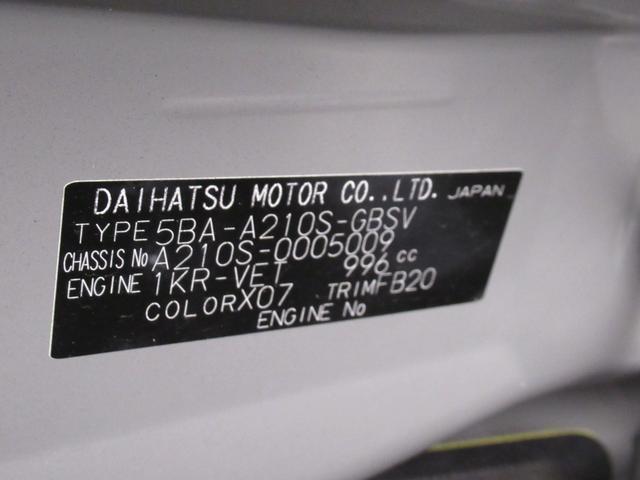 DAIHATSU MOTOR CO.,LTD. JAPAN
TYPE 5BA-A210S-GBSV
CHASSIS No A210S-0005009
ENGINE 1KR-VET 996 cc
COLOR X07 TRIM FB20
ENGINE No